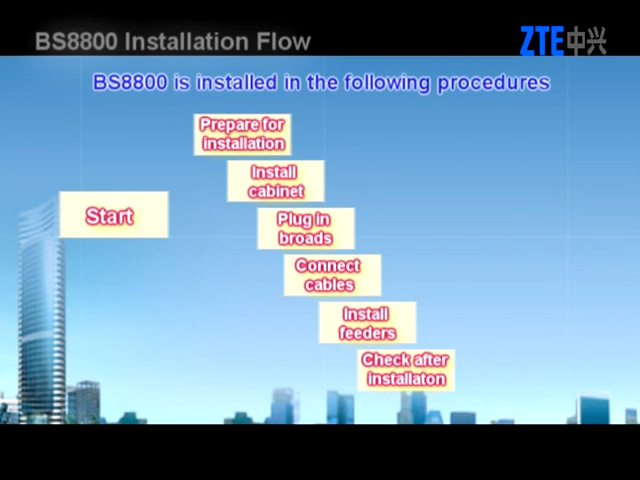 BS8800 Installation Flow
ZTE中兴
BS8800 is installed in the following procedures
Prepare for
installation
Install
cabinet
Start
Plug in
broads
Connect
cables
Install
feeders
Check after
installaton